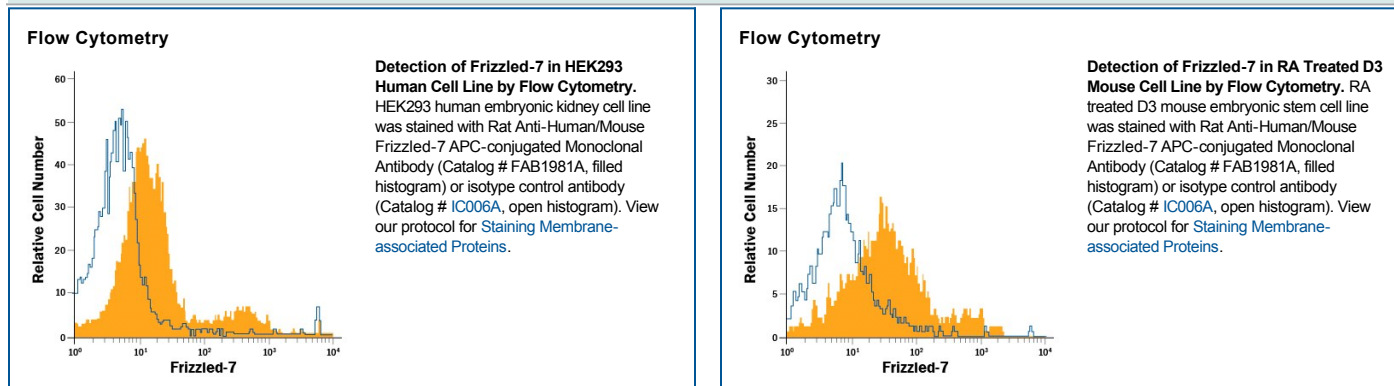 Flow Cytometry
60
50
40
30
20
10
0
Relative Cell Number
10⁰ 10¹ 10² 10³ 10⁴
Frizzled-7
Detection of Frizzled-7 in HEK293
Human Cell Line by Flow Cytometry.
HEK293 human embryonic kidney cell line
was stained with Rat Anti-Human/Mouse
Frizzled-7 APC-conjugated Monoclonal
Antibody (Catalog # FAB1981A, filled
histogram) or isotype control antibody
(Catalog # IC006A, open histogram). View
our protocol for Staining Membrane-
associated Proteins.
Flow Cytometry
30
25
20
15
10
5
0
Relative Cell Number
10⁰ 10¹ 10² 10³ 10⁴
Frizzled-7
Detection of Frizzled-7 in RA Treated D3
Mouse Cell Line by Flow Cytometry. RA
treated D3 mouse embryonic stem cell line
was stained with Rat Anti-Human/Mouse
Frizzled-7 APC-conjugated Monoclonal
Antibody (Catalog # FAB1981A, filled
histogram) or isotype control antibody
(Catalog # IC006A, open histogram). View
our protocol for Staining Membrane-
associated Proteins.